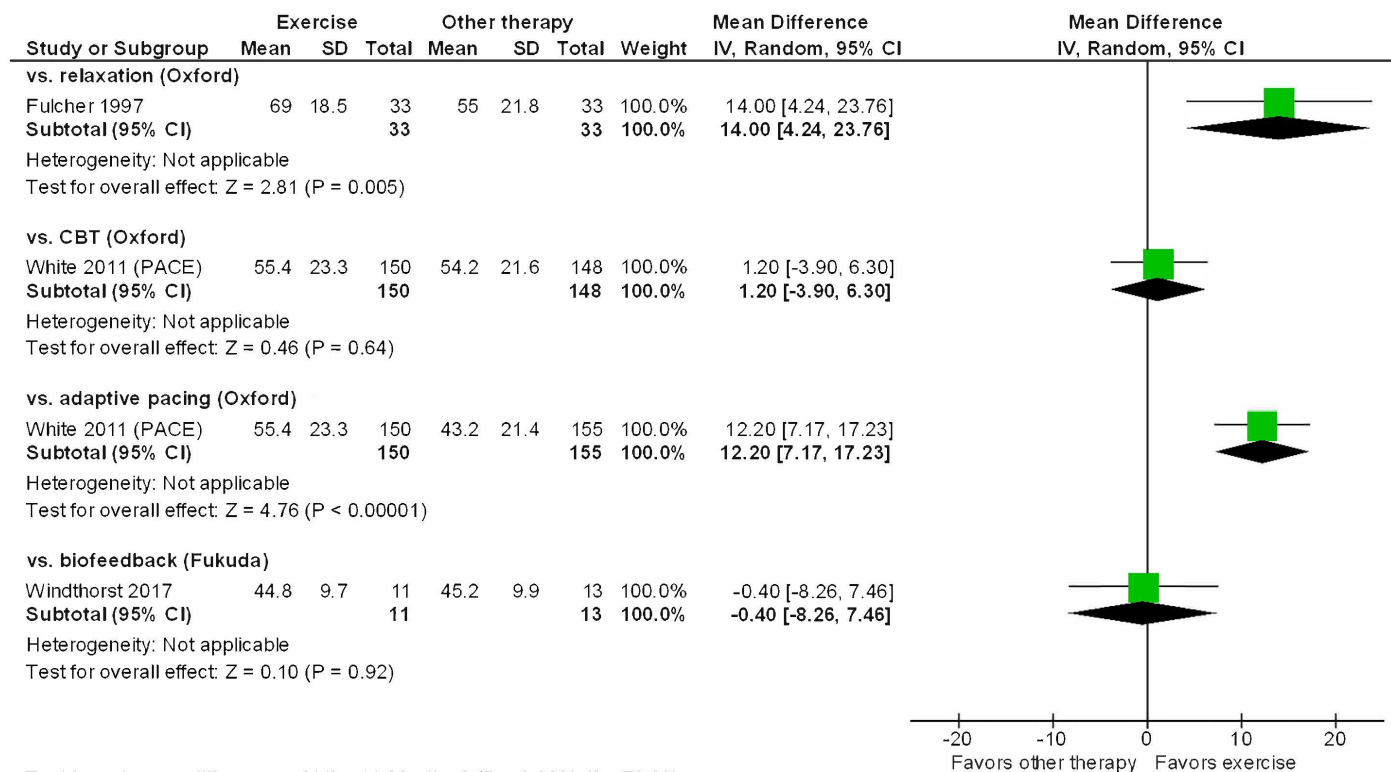 Exercise Other therapy Mean Difference Mean Difference
Study or Subgroup Mean SD Total Mean SD Total Weight IV, Random, 95% CI IV, Random, 95% CI
vs. relaxation (Oxford)
Fulcher 1997 69 18.5 33 55 21.8 33 100.0% 14.00 [4.24, 23.76]
Subtotal (95% CI) 33 33 100.0% 14.00 [4.24, 23.76]
Heterogeneity: Not applicable
Test for overall effect: Z = 2.81 (P = 0.005)
vs. CBT (Oxford)
White 2011 (PACE) 55.4 23.3 150 54.2 21.6 148 100.0% 1.20 [-3.90, 6.30]
Subtotal (95% CI) 150 148 100.0% 1.20 [-3.90, 6.30]
Heterogeneity: Not applicable
Test for overall effect: Z = 0.46 (P = 0.64)
vs. adaptive pacing (Oxford)
White 2011 (PACE) 55.4 23.3 150 43.2 21.4 155 100.0% 12.20 [7.17, 17.23]
Subtotal (95% CI) 150 155 100.0% 12.20 [7.17, 17.23]
Heterogeneity: Not applicable
Test for overall effect: Z = 4.76 (P < 0.00001)
vs. biofeedback (Fukuda)
Windthorst 2017 44.8 9.7 11 45.2 9.9 13 100.0% -0.40 [-8.26, 7.46]
Subtotal (95% CI) 11 13 100.0% -0.40 [-8.26, 7.46]
Heterogeneity: Not applicable
Test for overall effect: Z = 0.10 (P = 0.92)
-20 -10 0 10 20
Favors other therapy Favors exercise